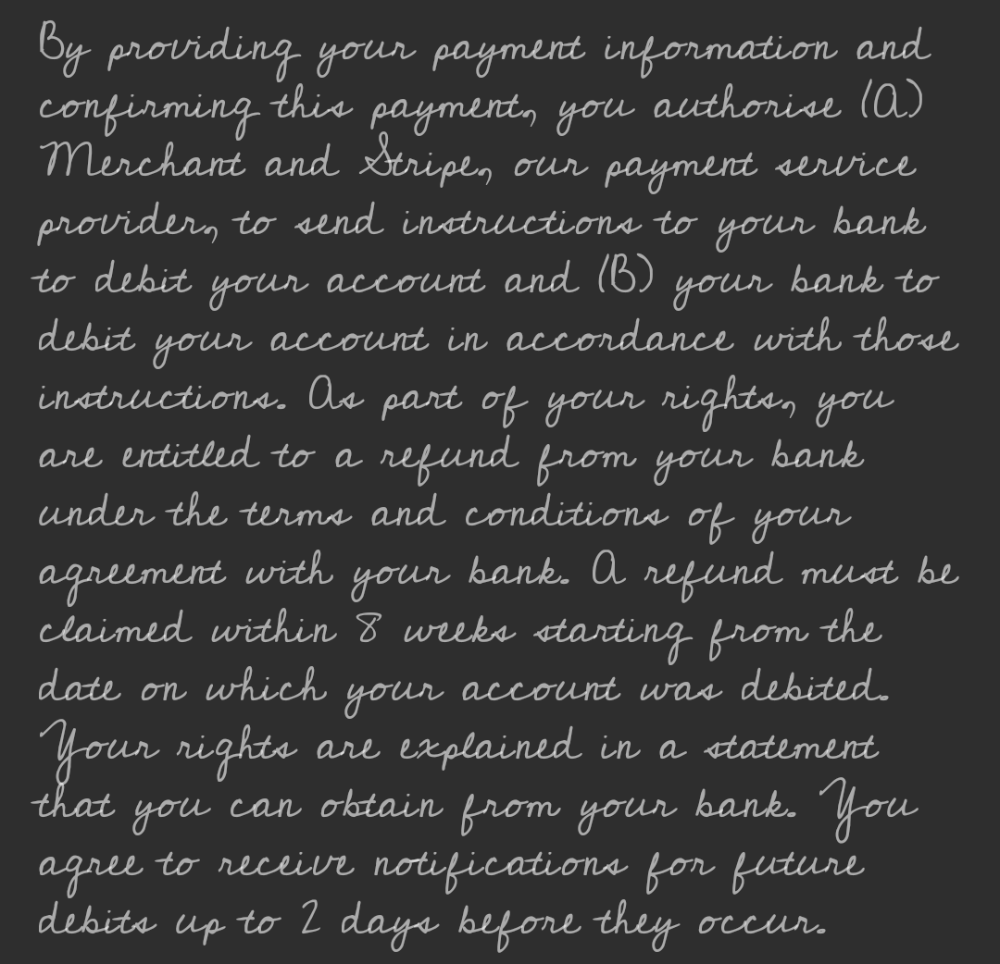 By providing your payment information and
confirming this payment, you authorise (A)
Merchant and Stripe, our payment service
provider, to send instructions to your bank
to debit your account and (B) your bank to
debit your account in accordance with those
instructions. As part of your rights, you
are entitled to a refund from your bank
under the terms and conditions of your
agreement with your bank. A refund must be
claimed within 8 weeks starting from the
date on which your account was debited.
Your rights are explained in a statement
that you can obtain from your bank. You
agree to receive notifications for future
debits up to 2 days before they occur.